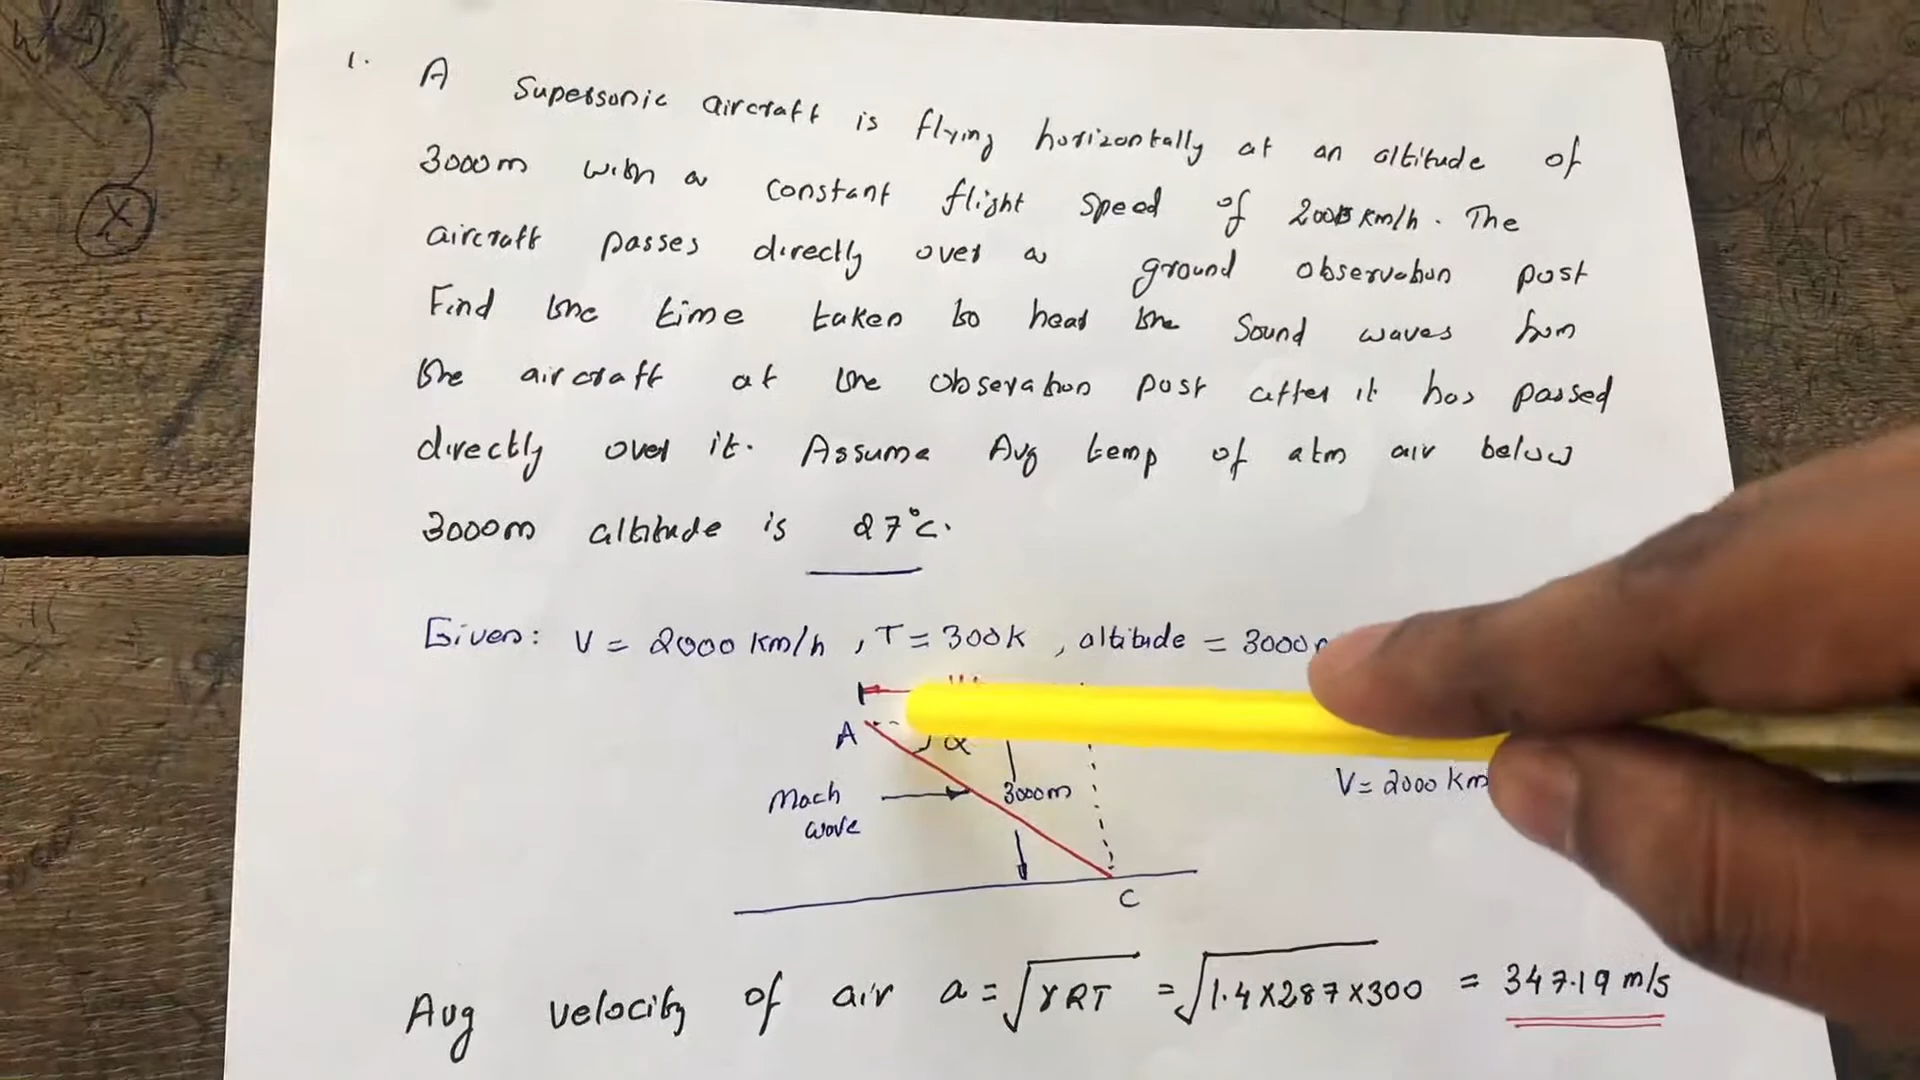 1. A Supersonic aircraft is flying horizontally at an altitude of
3000m with a constant flight speed of 2000 km/h. The
aircraft passes directly over a ground observation post
Find the time taken to hear the sound waves from
the aircraft at the obseration post after it has passed
directly over it. Assume Avg temp of atm air below
3000m altitude is 27°C.
Given: V = 2000 km/h , T = 300k , altitude = 3000
A α
Mach
wave
3000m
V = 2000 km
C
Avg velocity of air a = √γRT = √1.4x287x300 = 347.19 m/s